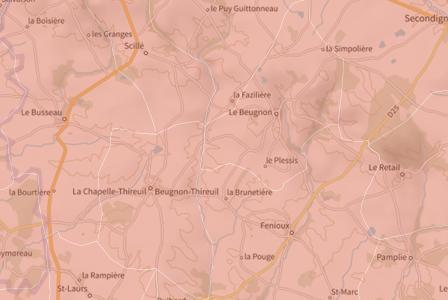 le Puy Guittonneau
la Boisière
les Granges
Scillé
la Simpolière
la Fazilière
Le Beugnon
Le Busseau
D25
le Plessis
Le Retail
la Bourtière
La Chapelle-Thireuil
Beugnon-Thireuil
la Brunetière
Fenioux
la Pouge
Pamplie
la Rampière
St-Laurs
St-Marc